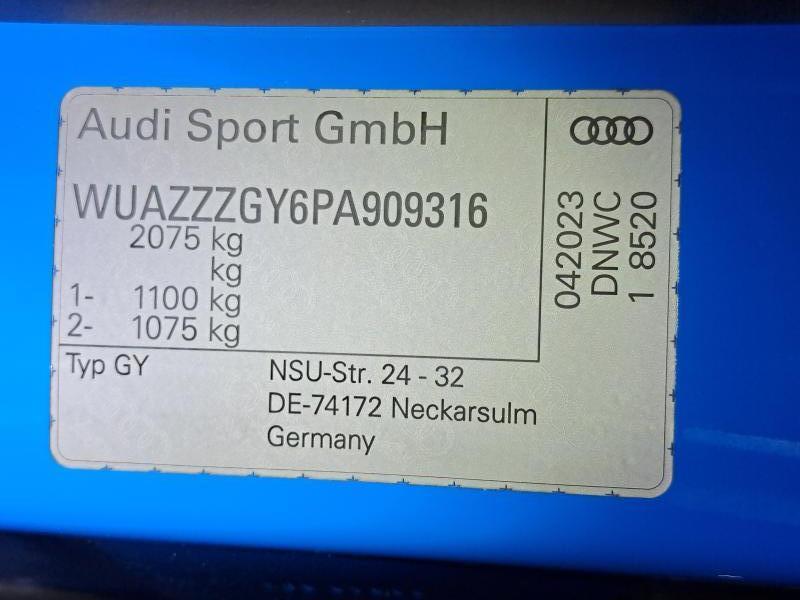 Audi Sport GmbH
WUAZZZGY6PA909316
2075 kg
kg
1- 1100 kg
2- 1075 kg
Typ GY
NSU-Str. 24 - 32
DE-74172 Neckarsulm
Germany
042023
DNWC
1 8520